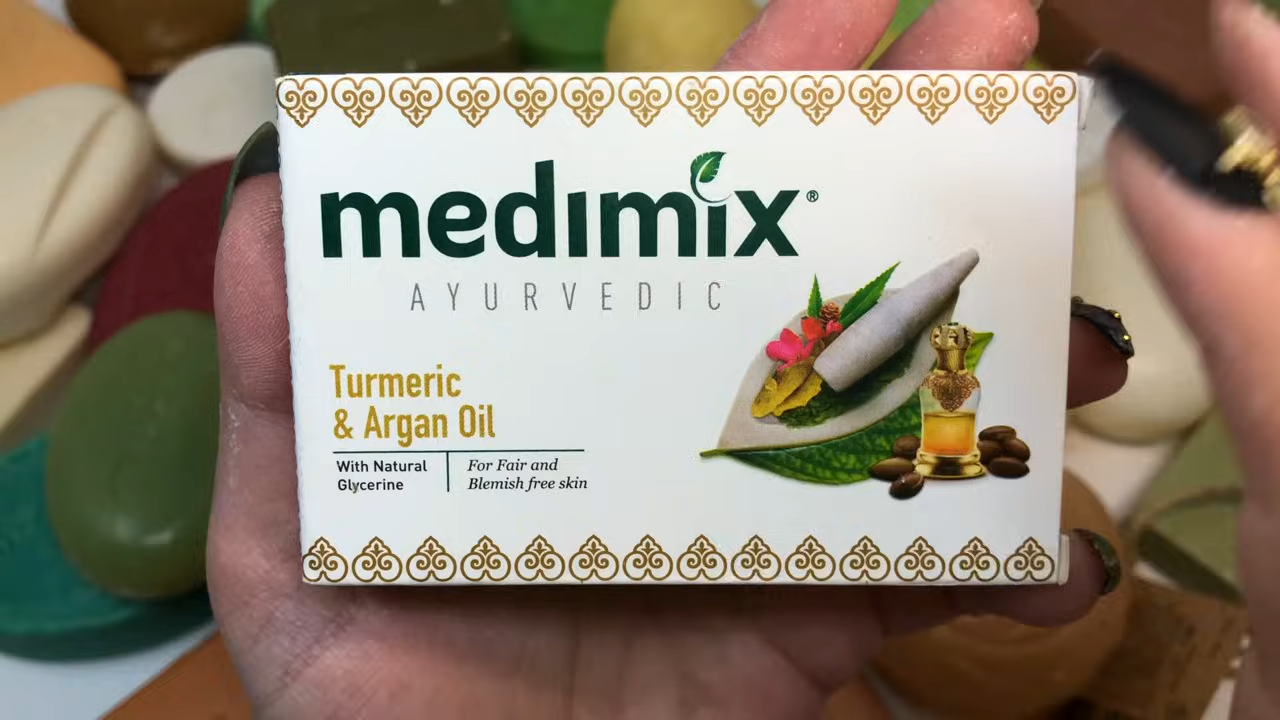 medimix®
AYURVEDIC
Turmeric
& Argan Oil
With Natural
Glycerine
For Fair and
Blemish free skin